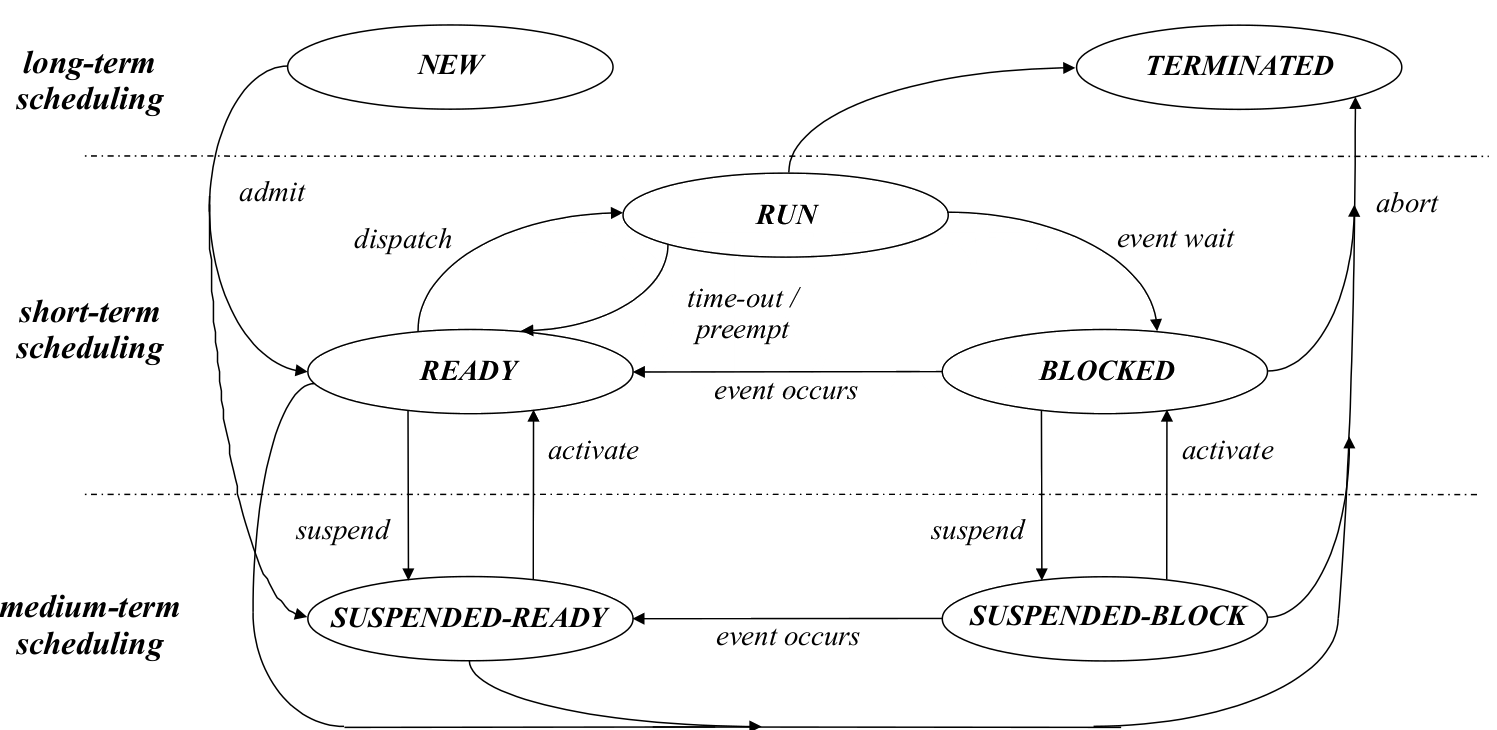 long-term
scheduling
NEW
TERMINATED
admit
dispatch
RUN
event wait
abort
short-term
scheduling
time-out /
preempt
READY
event occurs
BLOCKED
activate
activate
suspend
suspend
medium-term
scheduling
SUSPENDED-READY
event occurs
SUSPENDED-BLOCK